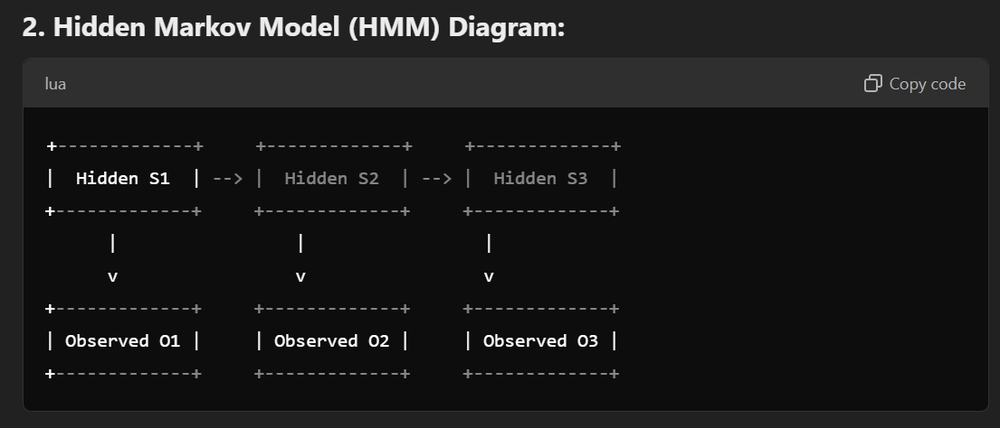 2. Hidden Markov Model (HMM) Diagram:
lua
Copy code
+-------------+     +-------------+     +-------------+
|  Hidden S1  | --> |  Hidden S2  | --> |  Hidden S3  |
+-------------+     +-------------+     +-------------+
      |                 |                 |
      v                 v                 v
+-------------+     +-------------+     +-------------+
| Observed O1 |     | Observed O2 |     | Observed O3 |
+-------------+     +-------------+     +-------------+